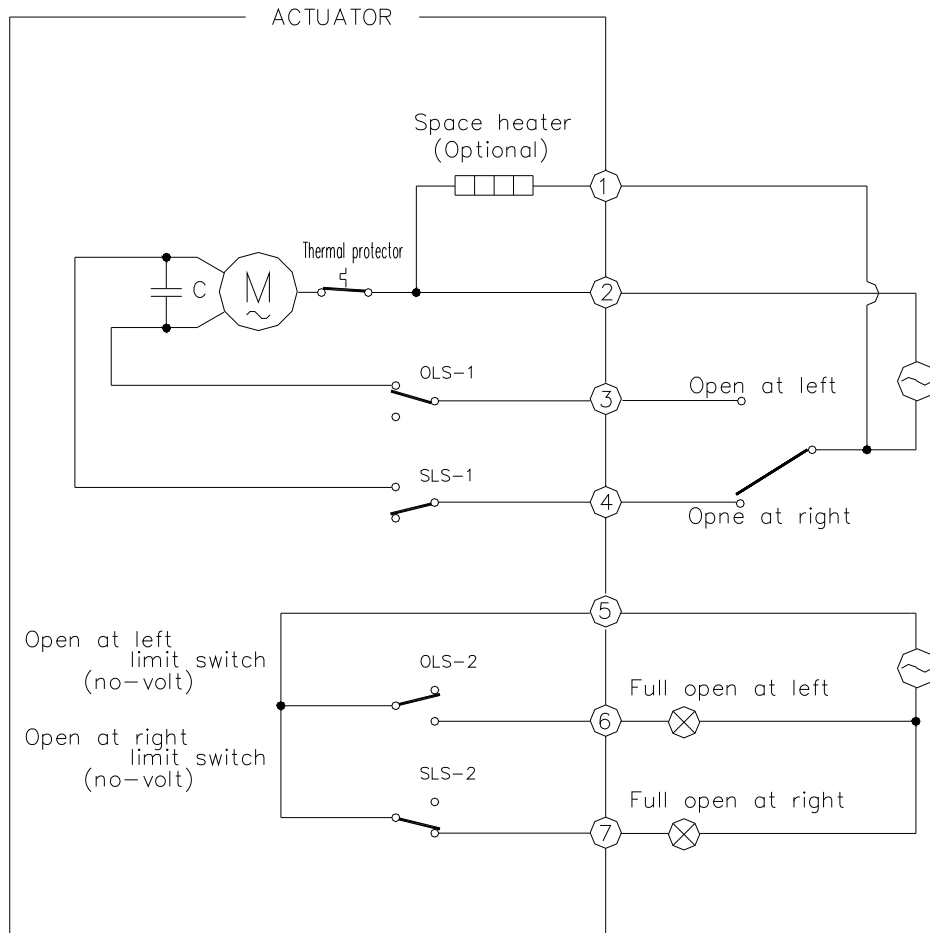 ACTUATOR
Space heater
(Optional)
1
Thermal protector
C
M
2
OLS-1
3
Open at left
SLS-1
4
Opne at right
5
Open at left
limit switch
(no-volt)
OLS-2
Full open at left
6
Open at right
limit switch
(no-volt)
SLS-2
Full open at right
7